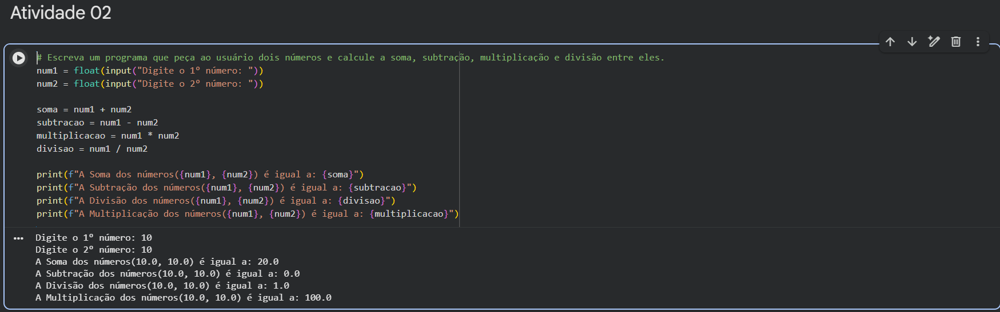 Atividade 02
# Escreva um programa que peça ao usuário dois números e calcule a soma, subtração, multiplicação e divisão entre eles.
num1 = float(input("Digite o 1º número: "))
num2 = float(input("Digite o 2º número: "))
soma = num1 + num2
subtracao = num1 - num2
multiplicacao = num1 * num2
divisao = num1 / num2
print(f"A Soma dos números({num1}, {num2}) é igual a: {soma}")
print(f"A Subtração dos números({num1}, {num2}) é igual a: {subtracao}")
print(f"A Divisão dos números({num1}, {num2}) é igual a: {divisao}")
print(f"A Multiplicação dos números({num1}, {num2}) é igual a: {multiplicacao}")
Digite o 1º número: 10
Digite o 2º número: 10
A Soma dos números(10.0, 10.0) é igual a: 20.0
A Subtração dos números(10.0, 10.0) é igual a: 0.0
A Divisão dos números(10.0, 10.0) é igual a: 1.0
A Multiplicação dos números(10.0, 10.0) é igual a: 100.0